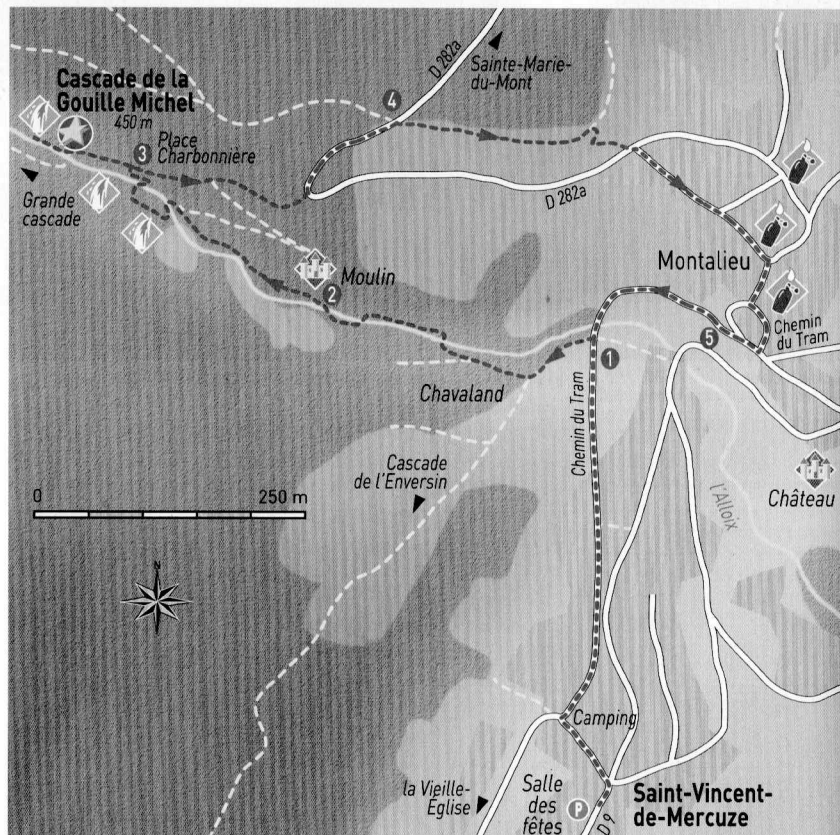 D 282a
Sainte-Marie-
du-Mont
4
Cascade de la
Gouille Michel
450 m
3
Place
Charbonnière
Grande
cascade
D 282a
Moulin
2
Montalieu
Chemin
du Tram
5
1
Chavaland
Chemin du Tram
Cascade
de l'Enversin
0
250 m
Château
l'Alloix
N
Camping
la Vieille-
Église
Salle
des
fêtes
P
D 9
Saint-Vincent-
de-Mercuze